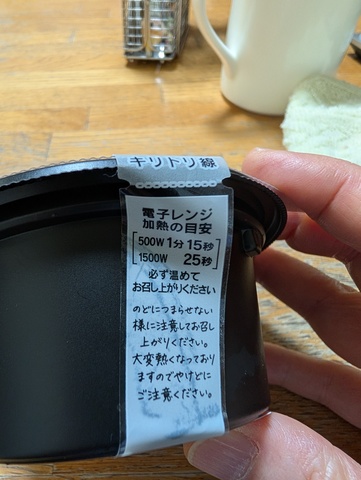 キリトリ線
電子レンジ
加熱の目安
500W 1分15秒
1500W 25秒
必ず温めて
お召し上がりください
のどにつまらせない
様に注意してお召し
上がりください。
大変熱くなっており
ますのでやけどに
ご注意ください。